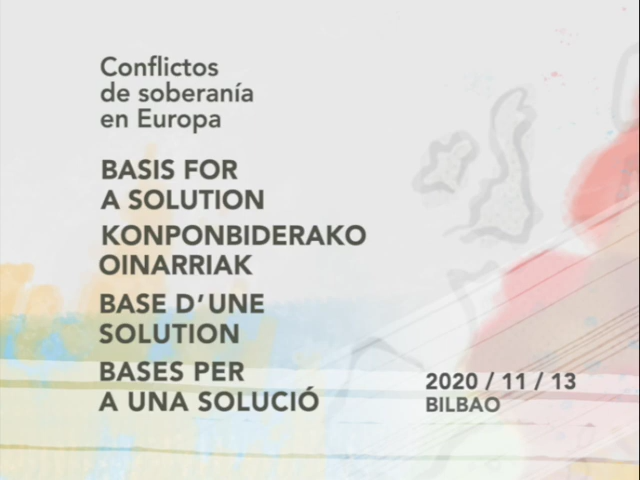 Conflictos
de soberanía
en Europa
BASIS FOR
A SOLUTION
KONPONBIDERAKO
OINARRIAK
BASE D'UNE
SOLUTION
BASES PER
A UNA SOLUCIÓ
2020 / 11 / 13
BILBAO